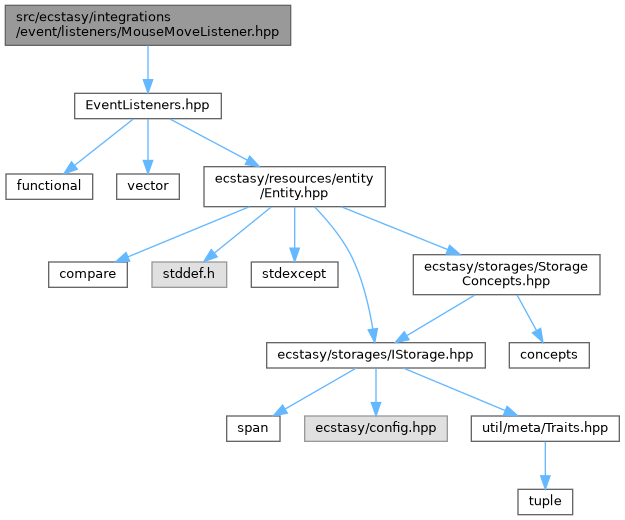 src/ecstasy/integrations
/event/listeners/MouseMoveListener.hpp
EventListeners.hpp
functional
vector
ecstasy/resources/entity
/Entity.hpp
compare
stddef.h
stdexcept
ecstasy/storages/Storage
Concepts.hpp
ecstasy/storages/IStorage.hpp
concepts
span
ecstasy/config.hpp
util/meta/Traits.hpp
tuple